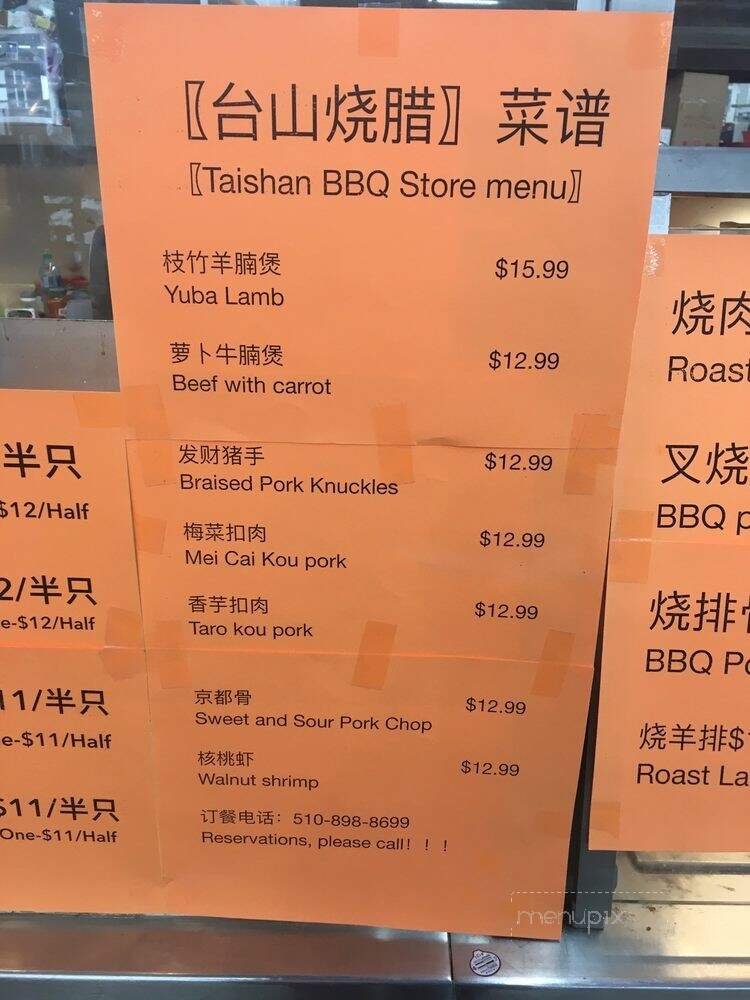 〖台山烧腊〗菜谱
〖Taishan BBQ Store menu〗
枝竹羊腩煲 $15.99
Yuba Lamb
萝卜牛腩煲 $12.99
Beef with carrot
发财猪手 $12.99
Braised Pork Knuckles
梅菜扣肉 $12.99
Mei Cai Kou pork
香芋扣肉 $12.99
Taro kou pork
京都骨 $12.99
Sweet and Sour Pork Chop
核桃虾 $12.99
Walnut shrimp
订餐电话：510-898-8699
Reservations, please call！！！
半只
$12/Half
2/半只
e-$12/Half
11/半只
e-$11/Half
$11/半只
One-$11/Half
烧肉
Roast
叉烧
BBQ p
烧排
BBQ Po
烧羊排$
Roast La
menupix